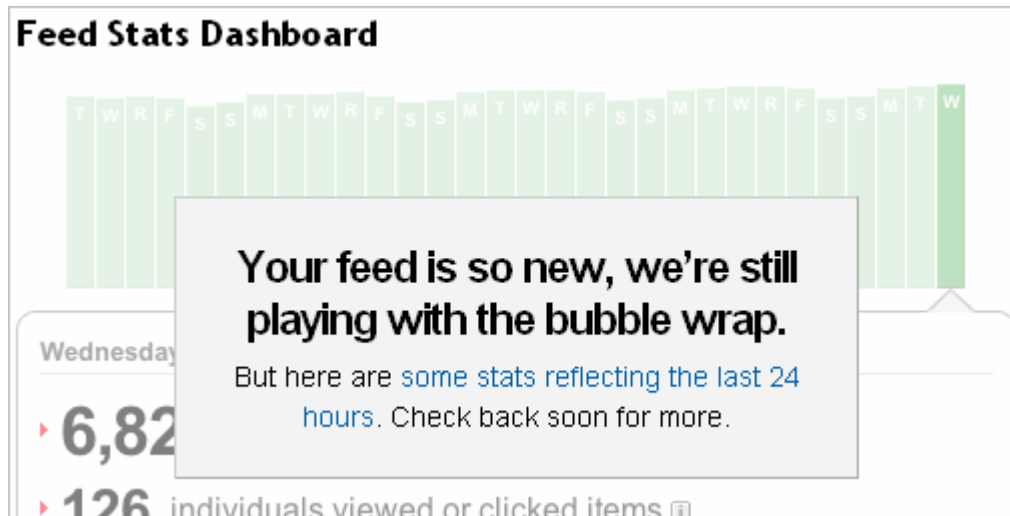 Feed Stats Dashboard
T W R F S S M T W R F S S M T W R F S S M T W R F S S M T W
Your feed is so new, we're still
playing with the bubble wrap.
Wednesday
But here are some stats reflecting the last 24
hours. Check back soon for more.
6,82
126 individuals viewed or clicked items